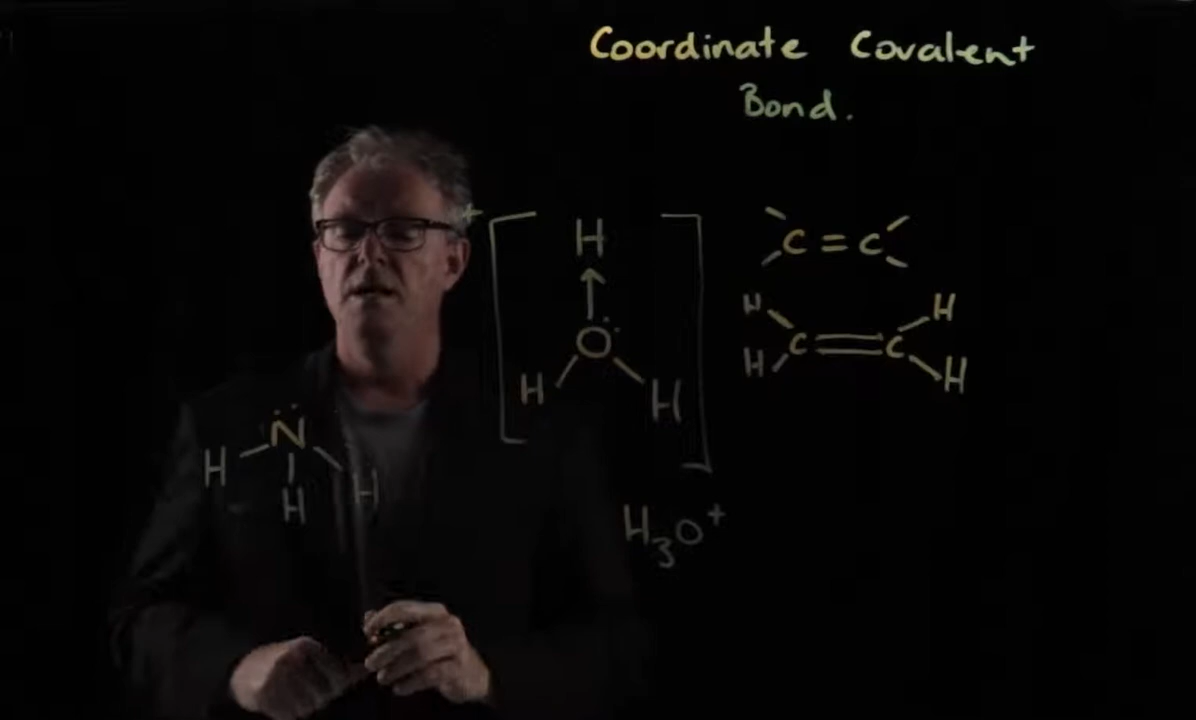 Coordinate Covalent
Bond.
+
H
O
H H
C = C
H H
C = C
H H
N
H H
H
H₃O⁺